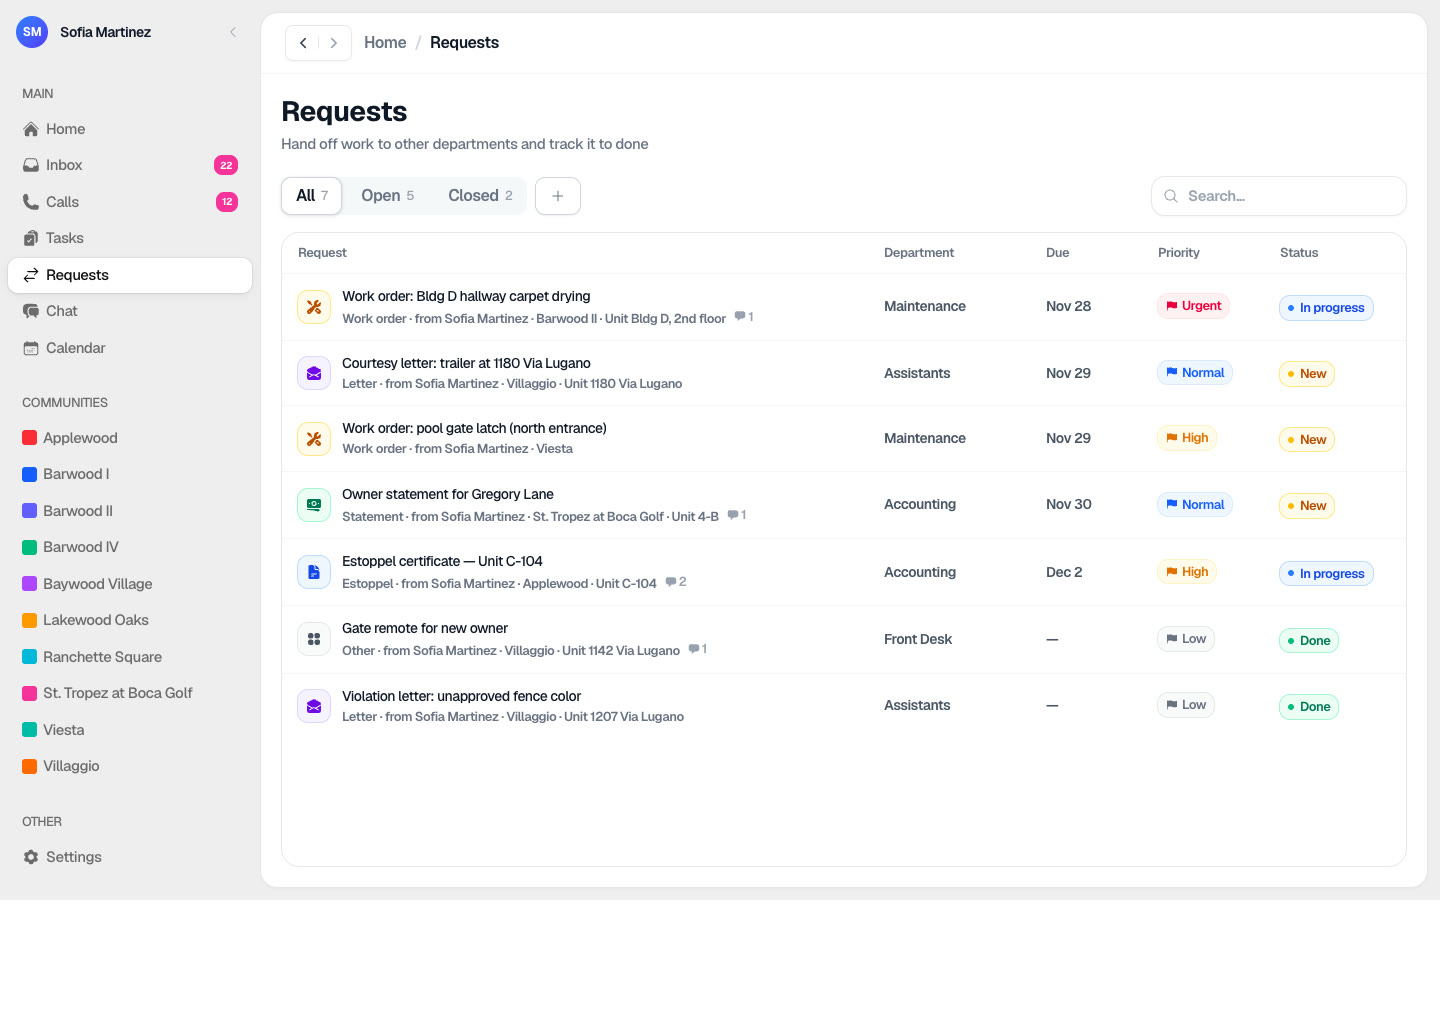 SM Sofia Martinez
MAIN
Home
Inbox 22
Calls 12
Tasks
Requests
Chat
Calendar
COMMUNITIES
Applewood
Barwood I
Barwood II
Barwood IV
Baywood Village
Lakewood Oaks
Ranchette Square
St. Tropez at Boca Golf
Viesta
Villaggio
OTHER
Settings
Home / Requests
Requests
Hand off work to other departments and track it to done
All 7 Open 5 Closed 2 + Search...
Request Department Due Priority Status
Work order: Bldg D hallway carpet drying
Work order · from Sofia Martinez · Barwood II · Unit Bldg D, 2nd floor 1
Maintenance Nov 28 Urgent In progress
Courtesy letter: trailer at 1180 Via Lugano
Letter · from Sofia Martinez · Villaggio · Unit 1180 Via Lugano
Assistants Nov 29 Normal New
Work order: pool gate latch (north entrance)
Work order · from Sofia Martinez · Viesta
Maintenance Nov 29 High New
Owner statement for Gregory Lane
Statement · from Sofia Martinez · St. Tropez at Boca Golf · Unit 4-B 1
Accounting Nov 30 Normal New
Estoppel certificate — Unit C-104
Estoppel · from Sofia Martinez · Applewood · Unit C-104 2
Accounting Dec 2 High In progress
Gate remote for new owner
Other · from Sofia Martinez · Villaggio · Unit 1142 Via Lugano 1
Front Desk — Low Done
Violation letter: unapproved fence color
Letter · from Sofia Martinez · Villaggio · Unit 1207 Via Lugano
Assistants — Low Done